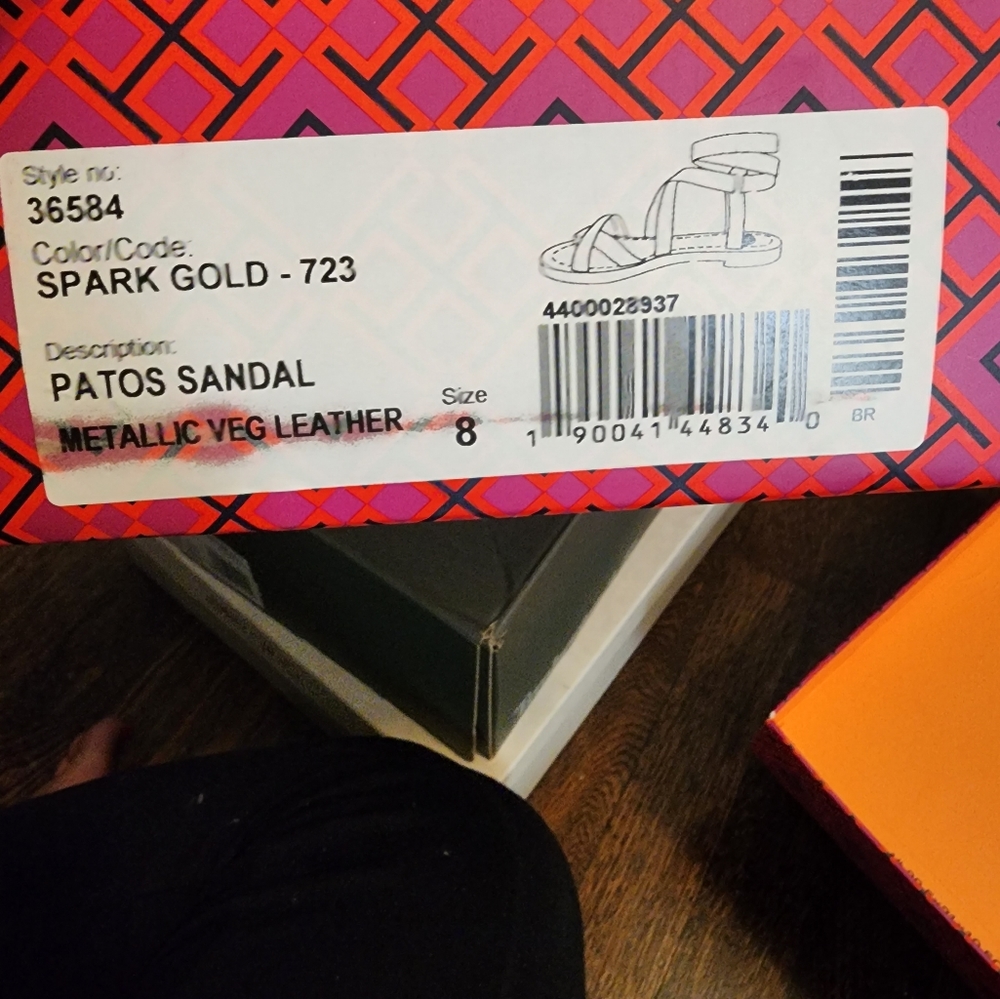 Style no:
36584
Color/Code:
SPARK GOLD - 723
Description:
PATOS SANDAL
METALLIC VEG LEATHER
Size
8
4400028937
1 90041 44834 0
BR